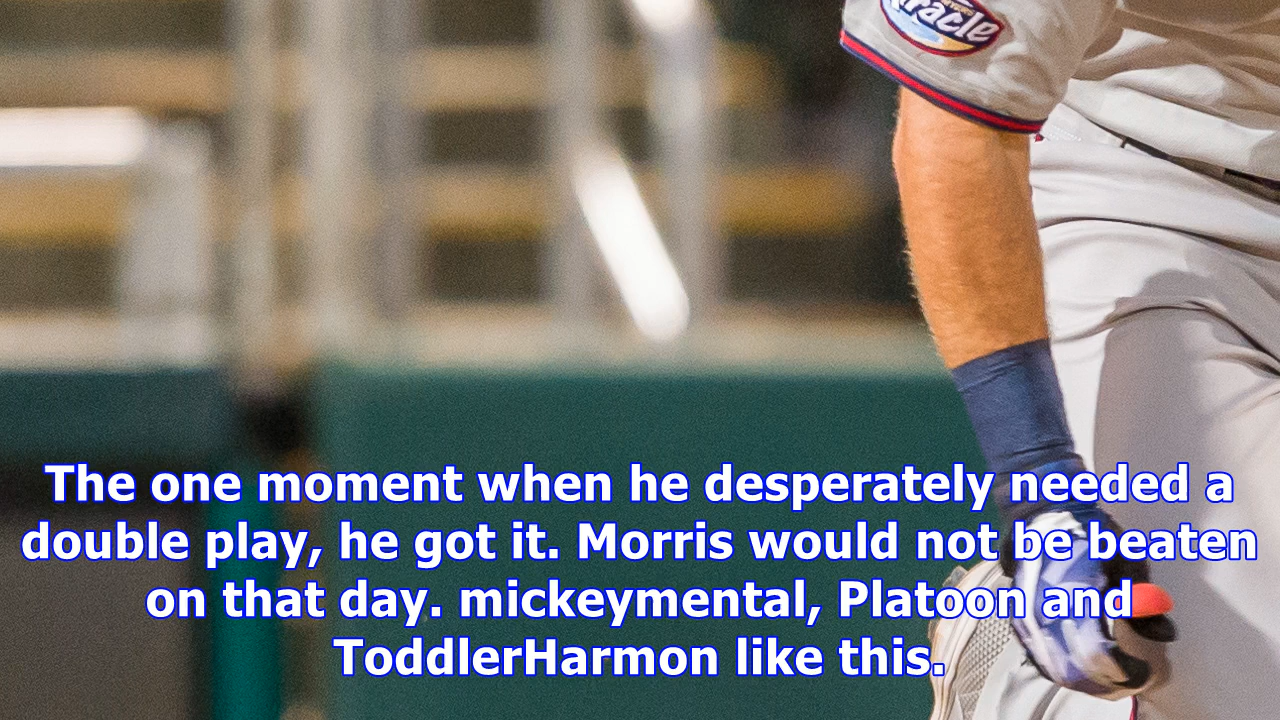 racle
The one moment when he desperately needed a
double play, he got it. Morris would not be beaten
on that day. mickeymental, Platoon and
ToddlerHarmon like this.